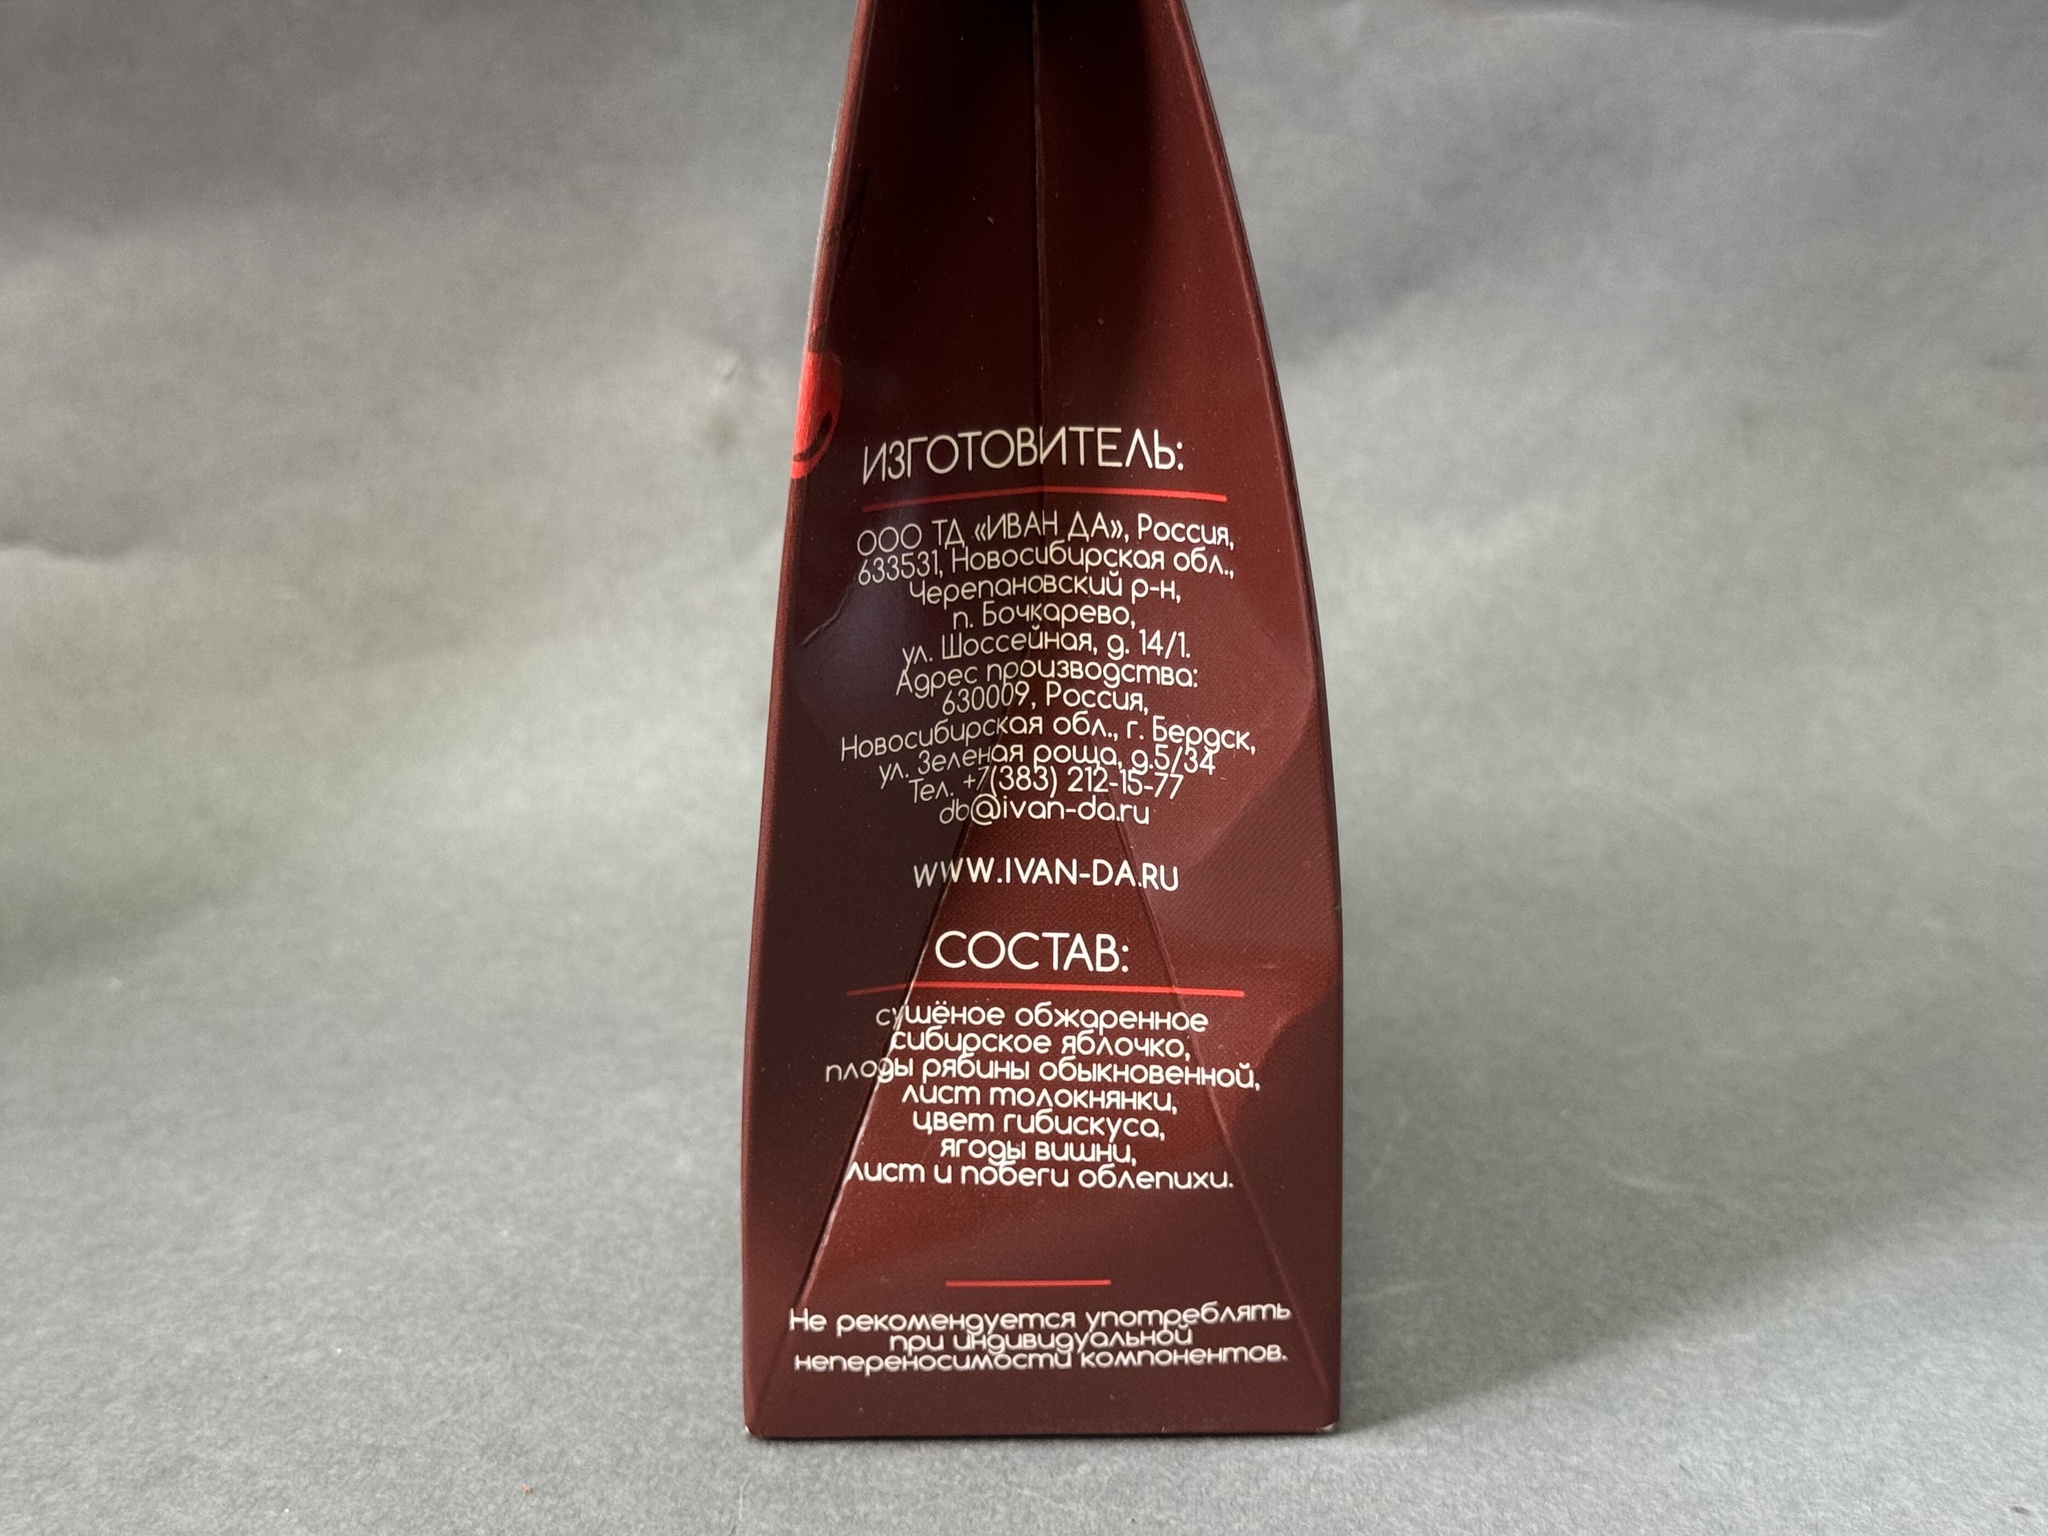 ИЗГОТОВИТЕЛЬ:
ООО ТД «ИВАН ДА», Россия,
633531, Новосибирская обл.,
Черепановский р-н,
п. Бочкарево,
ул. Шоссейная, д. 14/1.
Адрес производства:
630009, Россия,
Новосибирская обл., г. Бердск,
ул. Зеленая роща, д.5/34
Тел. +7(383) 212-15-77
db@ivan-da.ru
WWW.IVAN-DA.RU
СОСТАВ:
сушёное обжаренное
сибирское яблочко,
плоды рябины обыкновенной,
лист толокнянки,
цвет гибискуса,
ягоды вишни,
лист и побеги облепихи.
Не рекомендуется употреблять
при индивидуальной
непереносимости компонентов.